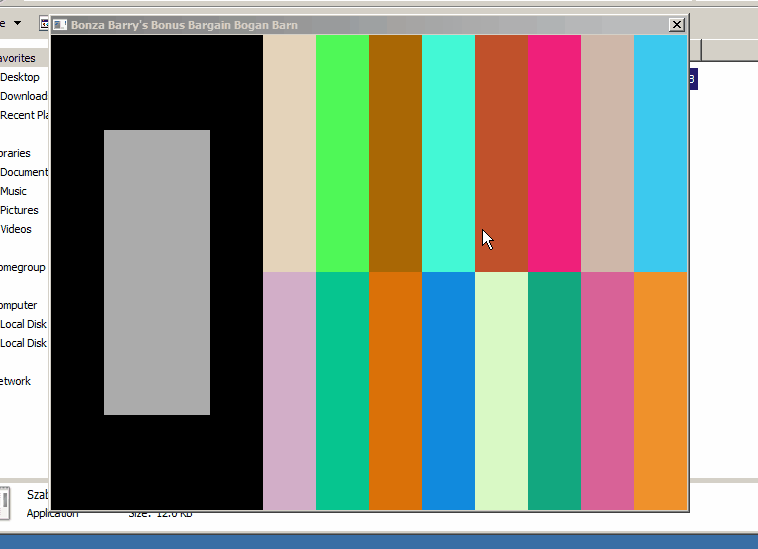 Bonza Barry's Bonus Bargain Bogan Barn
e
avorites
Desktop
Download
Recent Pla
braries
Document
Music
Pictures
Videos
omegroup
omputer
Local Disk
Local Disk
etwork
Szab
Application
Size: 12.0 KB